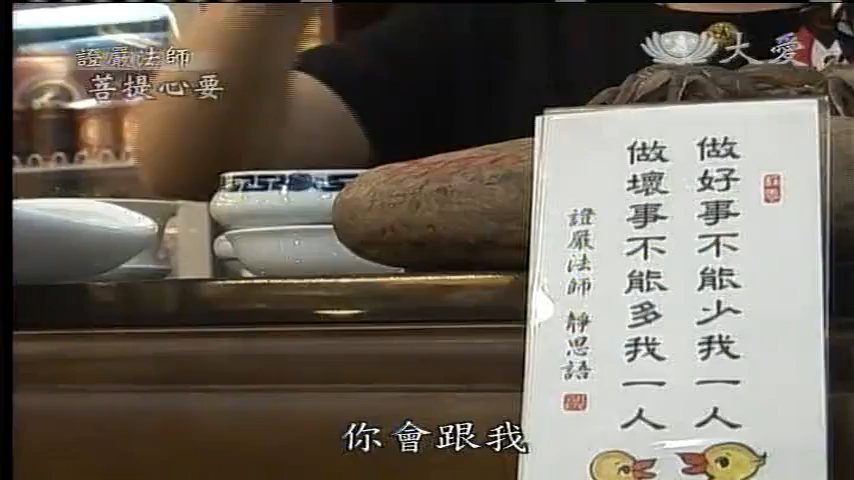 證嚴法師
菩提心要
大愛
做好事不能少我一人
做壞事不能多我一人
證嚴法師 靜思語
你會跟我